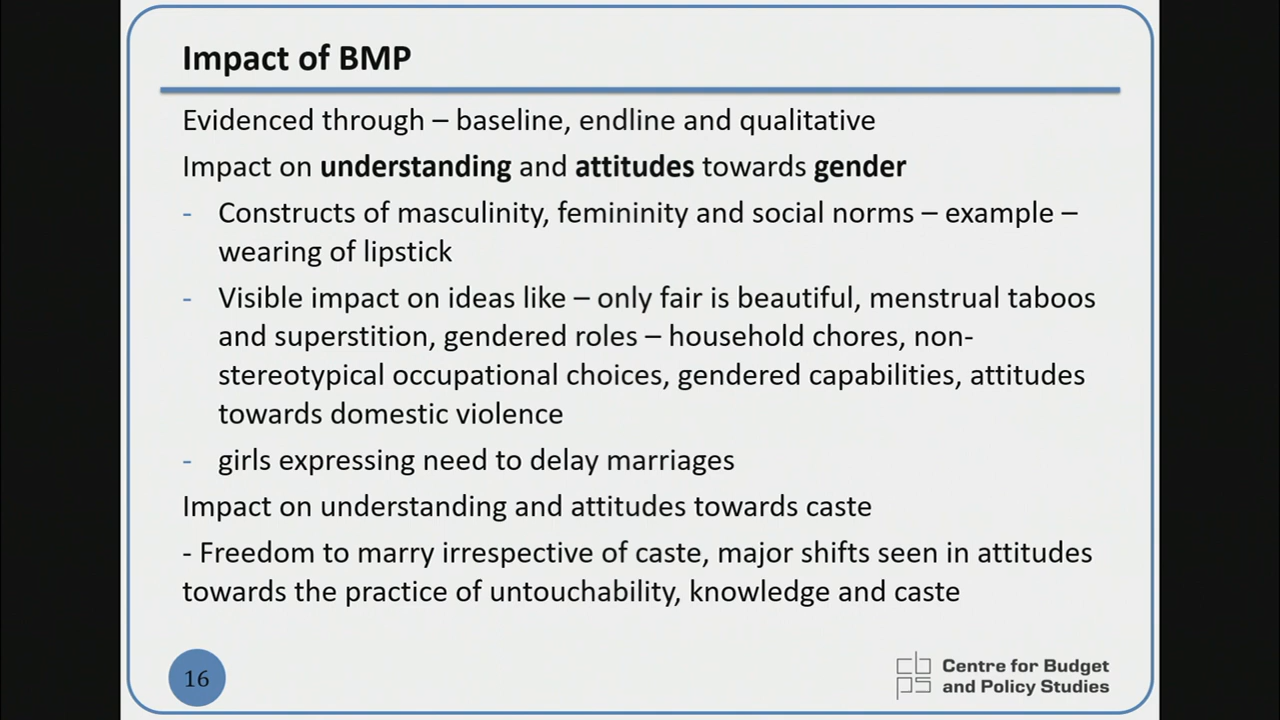 Impact of BMP
Evidenced through – baseline, endline and qualitative
Impact on understanding and attitudes towards gender
- Constructs of masculinity, femininity and social norms – example –
wearing of lipstick
- Visible impact on ideas like – only fair is beautiful, menstrual taboos
and superstition, gendered roles – household chores, non-
stereotypical occupational choices, gendered capabilities, attitudes
towards domestic violence
- girls expressing need to delay marriages
Impact on understanding and attitudes towards caste
- Freedom to marry irrespective of caste, major shifts seen in attitudes
towards the practice of untouchability, knowledge and caste
16
cb
ps
Centre for Budget
and Policy Studies